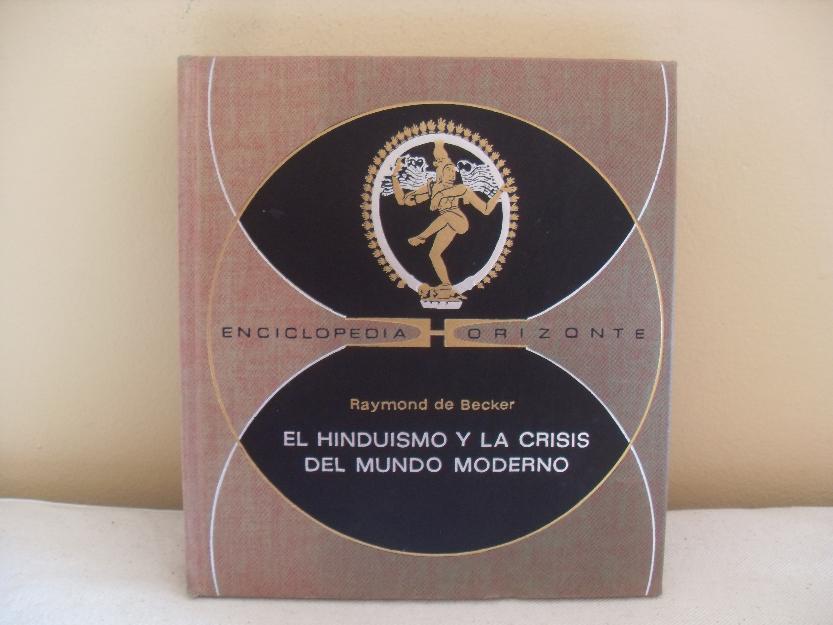 ENCICLOPEDIA HORIZONTE
Raymond de Becker
EL HINDUISMO Y LA CRISIS
DEL MUNDO MODERNO